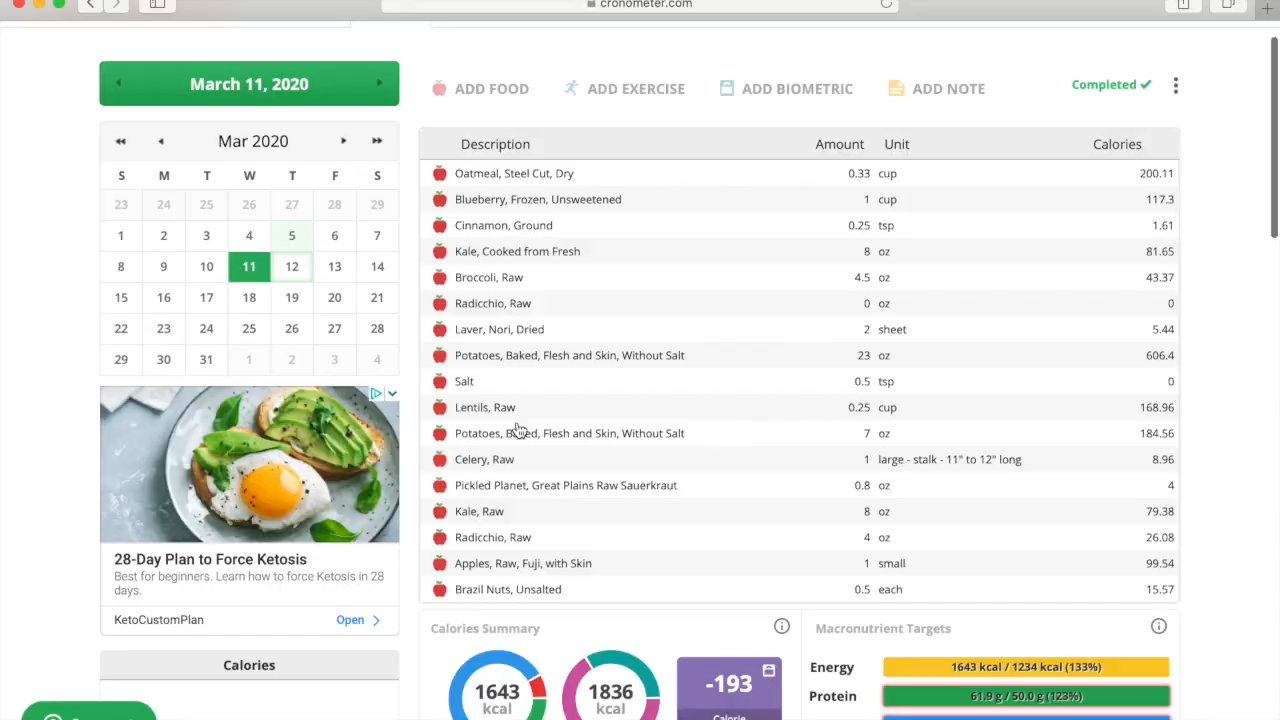 cronometer.com
March 11, 2020
ADD FOOD ADD EXERCISE ADD BIOMETRIC ADD NOTE Completed
Mar 2020
S M T W T F S
23 24 25 26 27 28 29
1 2 3 4 5 6 7
8 9 10 11 12 13 14
15 16 17 18 19 20 21
22 23 24 25 26 27 28
29 30 31 1 2 3 4
Description Amount Unit Calories
Oatmeal, Steel Cut, Dry 0.33 cup 200.11
Blueberry, Frozen, Unsweetened 1 cup 117.3
Cinnamon, Ground 0.25 tsp 1.61
Kale, Cooked from Fresh 8 oz 81.65
Broccoli, Raw 4.5 oz 43.37
Radicchio, Raw 0 oz 0
Laver, Nori, Dried 2 sheet 5.44
Potatoes, Baked, Flesh and Skin, Without Salt 23 oz 606.4
Salt 0.5 tsp 0
Lentils, Raw 0.25 cup 168.96
Potatoes, Baked, Flesh and Skin, Without Salt 7 oz 184.56
Celery, Raw 1 large - stalk - 11" to 12" long 8.96
Pickled Planet, Great Plains Raw Sauerkraut 0.8 oz 4
Kale, Raw 8 oz 79.38
Radicchio, Raw 4 oz 26.08
Apples, Raw, Fuji, with Skin 1 small 99.54
Brazil Nuts, Unsalted 0.5 each 15.57
28-Day Plan to Force Ketosis
Best for beginners. Learn how to force Ketosis in 28
days.
KetoCustomPlan Open
Calories
Calories Summary
1643
kcal
1836
kcal
-193
Calorie
Macronutrient Targets
Energy 1643 kcal / 1234 kcal (133%)
Protein 61.9 g / 50.0 g (123%)